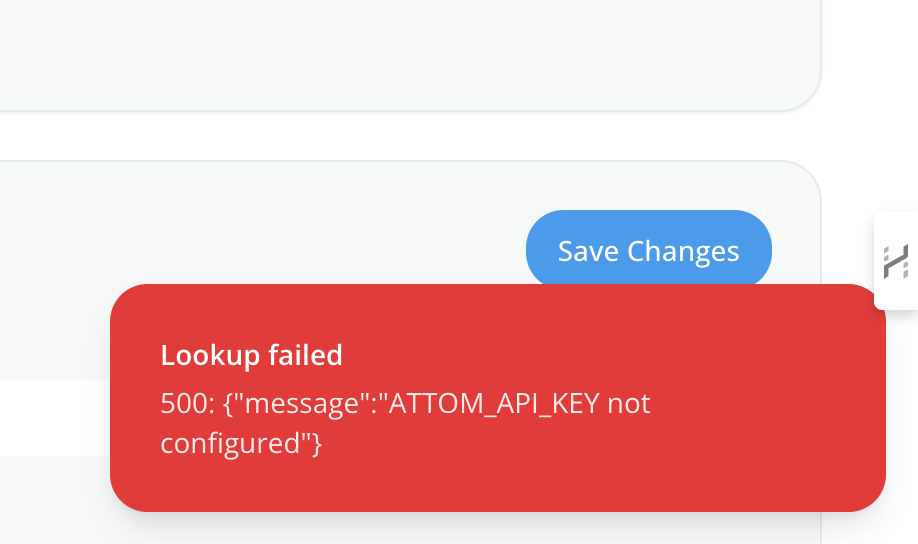 Save Changes
Lookup failed
500: {"message":"ATTOM_API_KEY not
configured"}